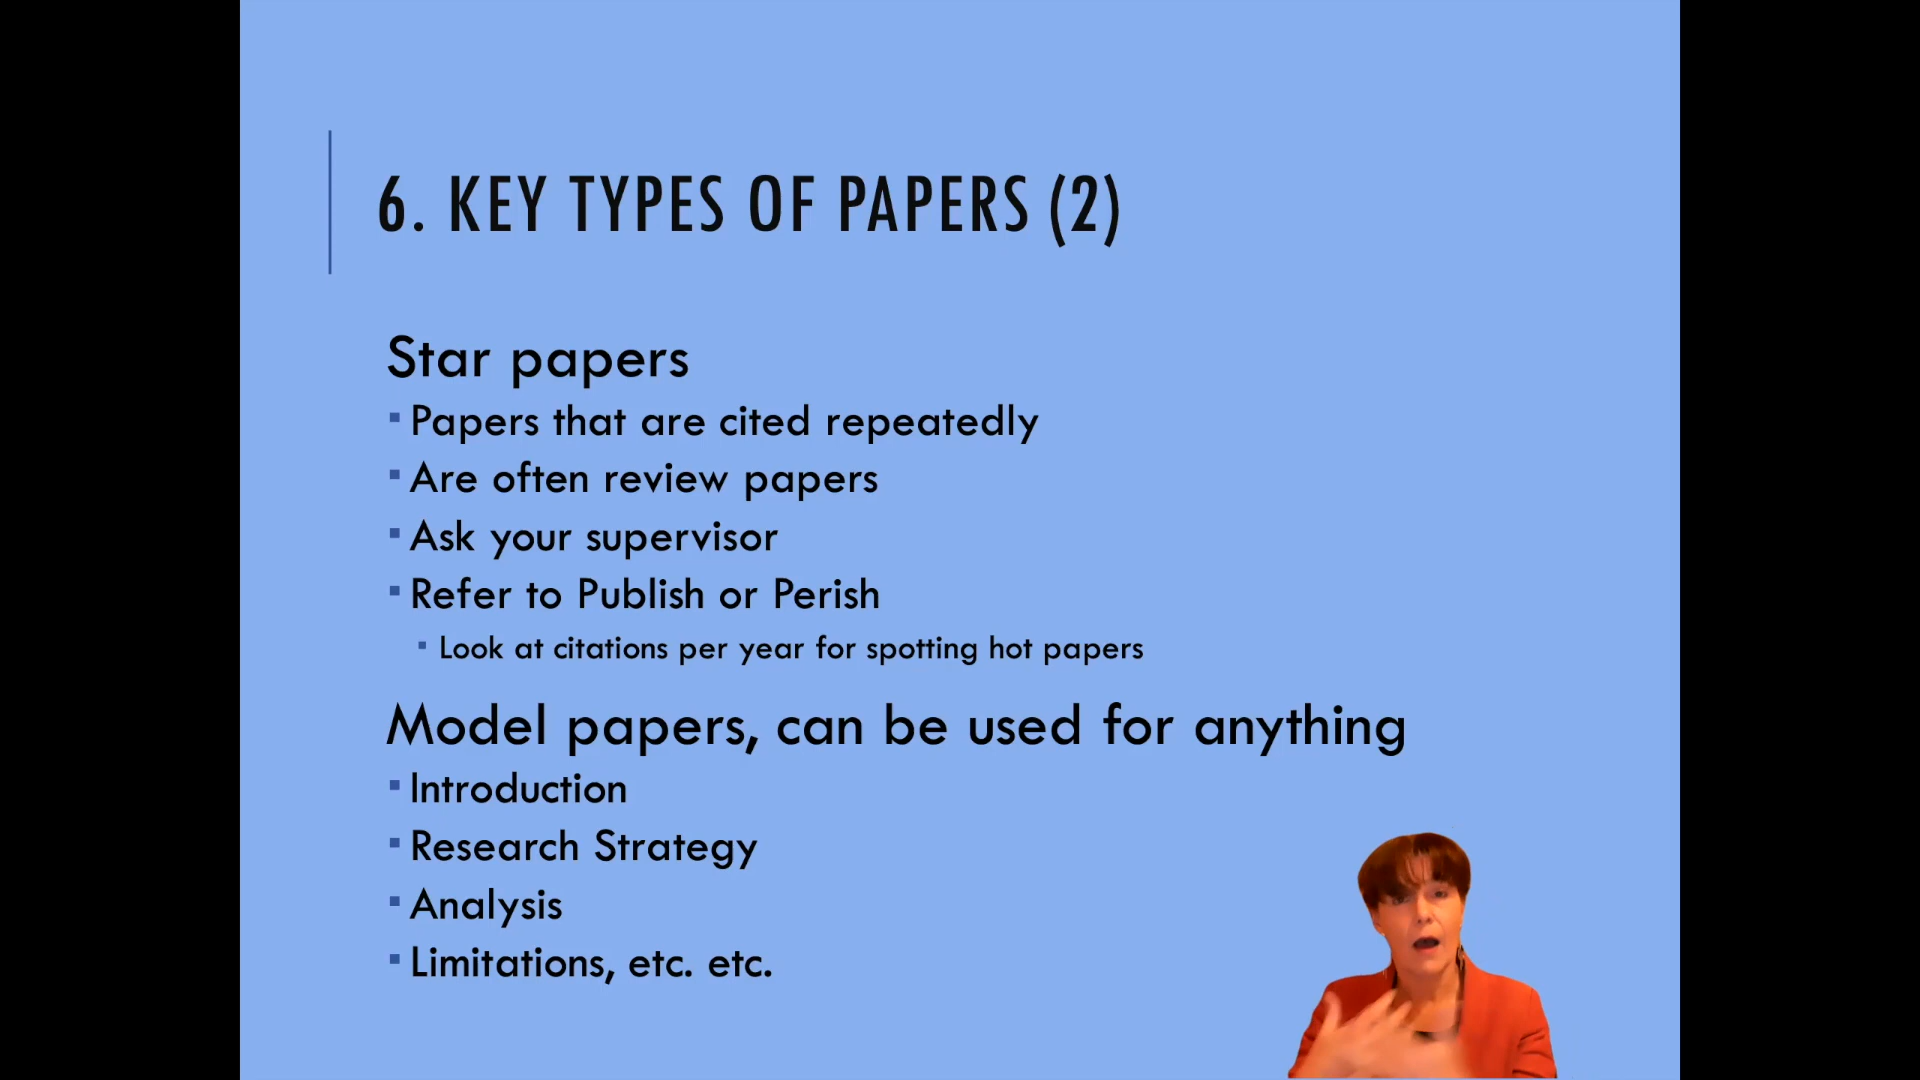 6. KEY TYPES OF PAPERS (2)
Star papers
Papers that are cited repeatedly
Are often review papers
Ask your supervisor
Refer to Publish or Perish
Look at citations per year for spotting hot papers
Model papers, can be used for anything
Introduction
Research Strategy
Analysis
Limitations, etc. etc.